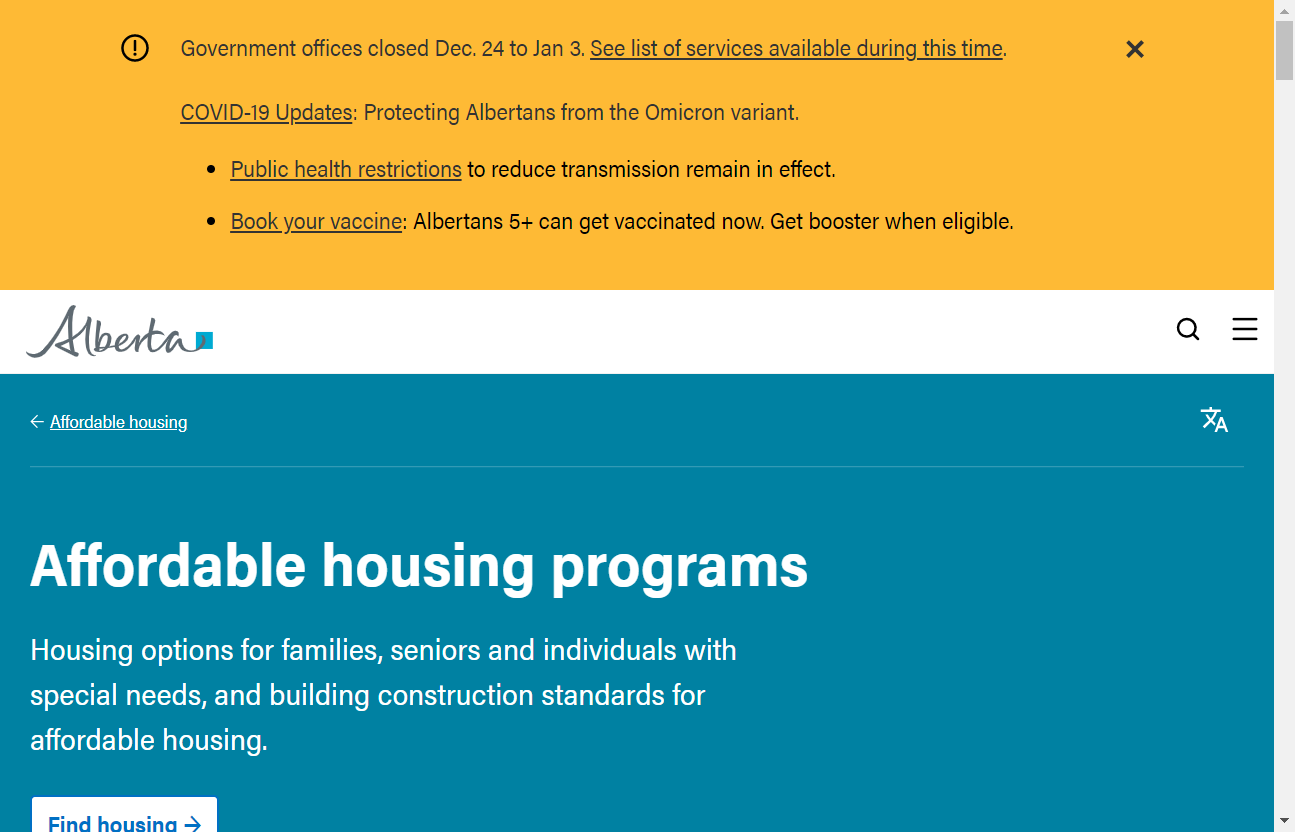 Government offices closed Dec. 24 to Jan 3. See list of services available during this time.
COVID-19 Updates: Protecting Albertans from the Omicron variant.
• Public health restrictions to reduce transmission remain in effect.
• Book your vaccine: Albertans 5+ can get vaccinated now. Get booster when eligible.
Alberta
← Affordable housing
Affordable housing programs
Housing options for families, seniors and individuals with
special needs, and building construction standards for
affordable housing.
Find housing →